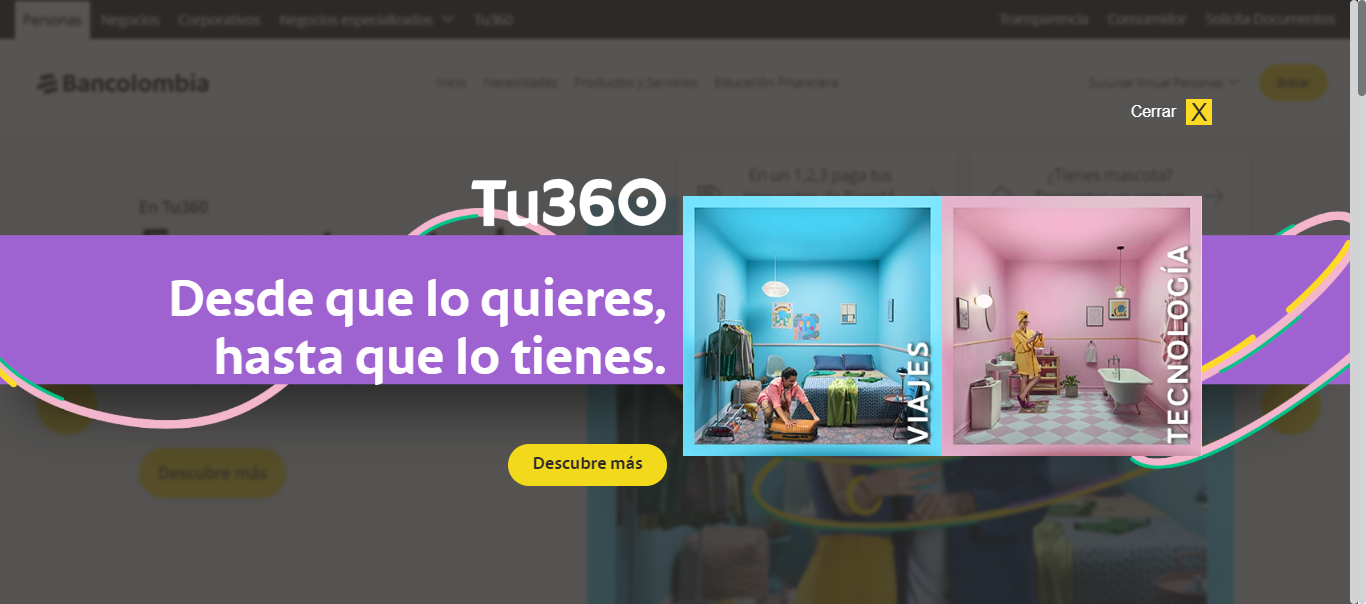 Personas Negocios Corporativos Negocios especializados Tu360 Transparencia Consumidor Solicita Documentos
Bancolombia Inicio Necesidades Productos y Servicios Educación Financiera Sucursal Virtual Personas Entrar
Cerrar X
En un 1,2,3 paga tus
¿Tienes mascota?
En Tu360
Tu360
Desde que lo quieres,
hasta que lo tienes.
VIAJES
TECNOLOGÍA
Descubre más
Descubre más